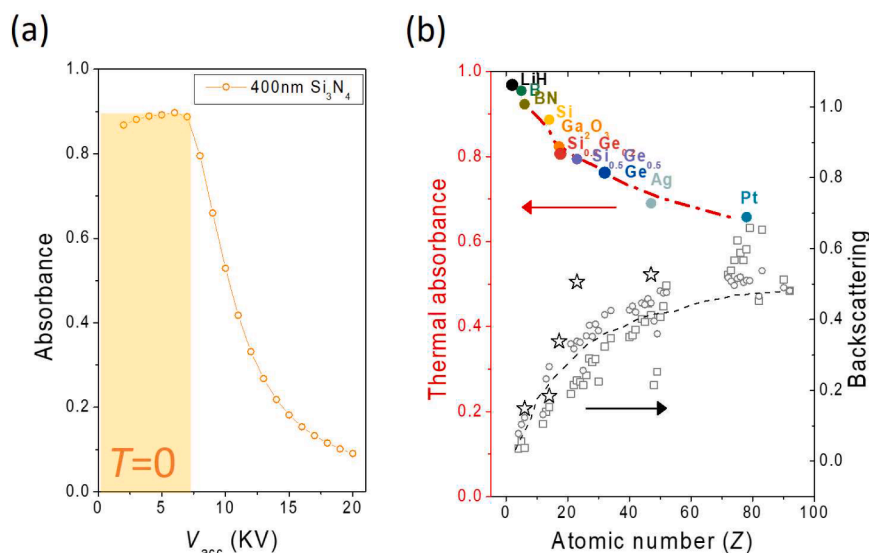 (a)
Absorbance
1.0
0.8
0.6
0.4
0.2
0.0
400nm Si₃N₄
T=0
0 5 10 15 20
(KV)
(b)
Thermal absorbance
1.0
0.8
0.6
0.4
0.2
0.0
LiH
B
BN
Si
Ga₂O₃
Si₀.₅Ge₀.₅
Ge
Ag
Pt
1.0
0.8
0.6
0.4
0.2
0.0
Backscattering
0 20 40 60 80 100
Atomic number (Z)